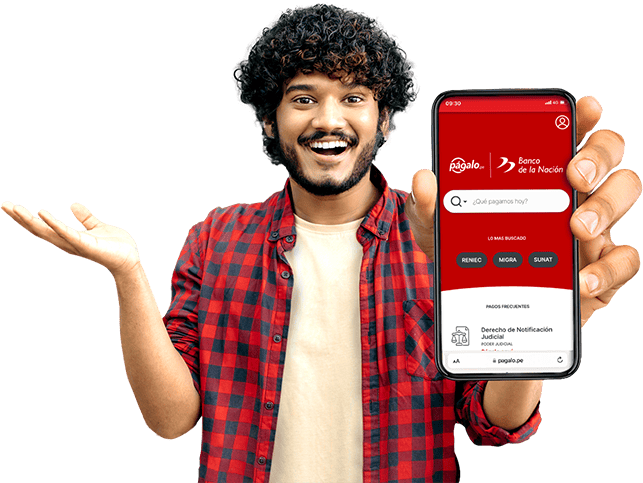 09:30
4G
págalo.pe
Banco
de la Nación
¿Qué pagamos hoy?
LO MAS BUSCADO
RENIEC MIGRA SUNAT
PAGOS FRECUENTES
Derecho de Notificación
Judicial
PODER JUDICIAL
AA pagalo.pe